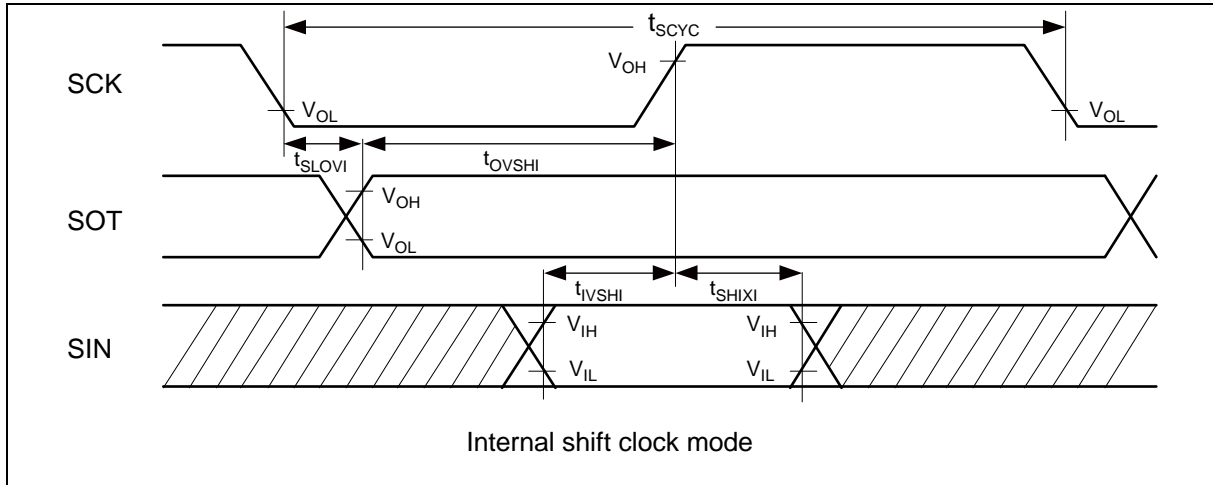 tSCYC
SCK
VOH
VOL
VOL
tSLOVI
tOVSHI
SOT
VOH
VOL
tIVSHI
tSHIXI
SIN
VIH
VIH
VIL
VIL
Internal shift clock mode